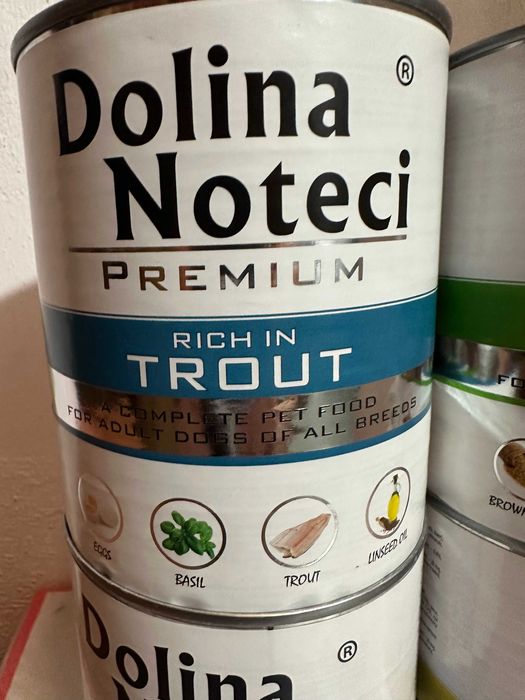 Dolina ®
Noteci
PREMIUM
RICH IN
TROUT
A COMPLETE PET FOOD
FOR ADULT DOGS OF ALL BREEDS
EGGS
BASIL
TROUT
LINSEED OIL
BROWN
Dolina ®